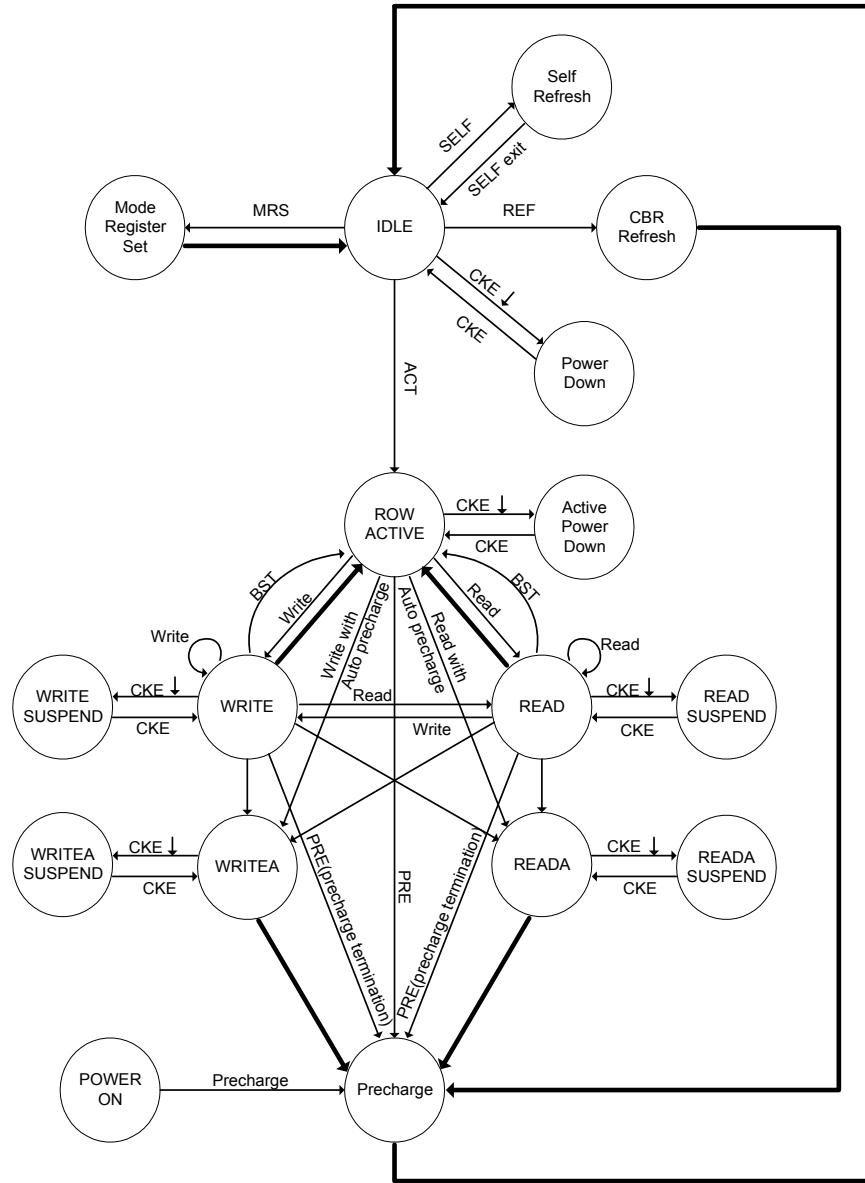 Self
Refresh
SELF
SELF exit
Mode
Register
Set
MRS
IDLE
REF
CBR
Refresh
CKE
CKE
Power
Down
ACT
ROW
ACTIVE
CKE
CKE
Active
Power
Down
BST
Write
Write with
Auto precharge
Auto precharge
Read with
Read
BST
Write
Read
WRITE
SUSPEND
CKE
CKE
WRITE
Read
Write
READ
CKE
CKE
READ
SUSPEND
WRITEA
SUSPEND
CKE
CKE
WRITEA
PRE(precharge termination)
PRE
PRE(precharge termination)
READA
CKE
CKE
READA
SUSPEND
POWER
ON
Precharge
Precharge